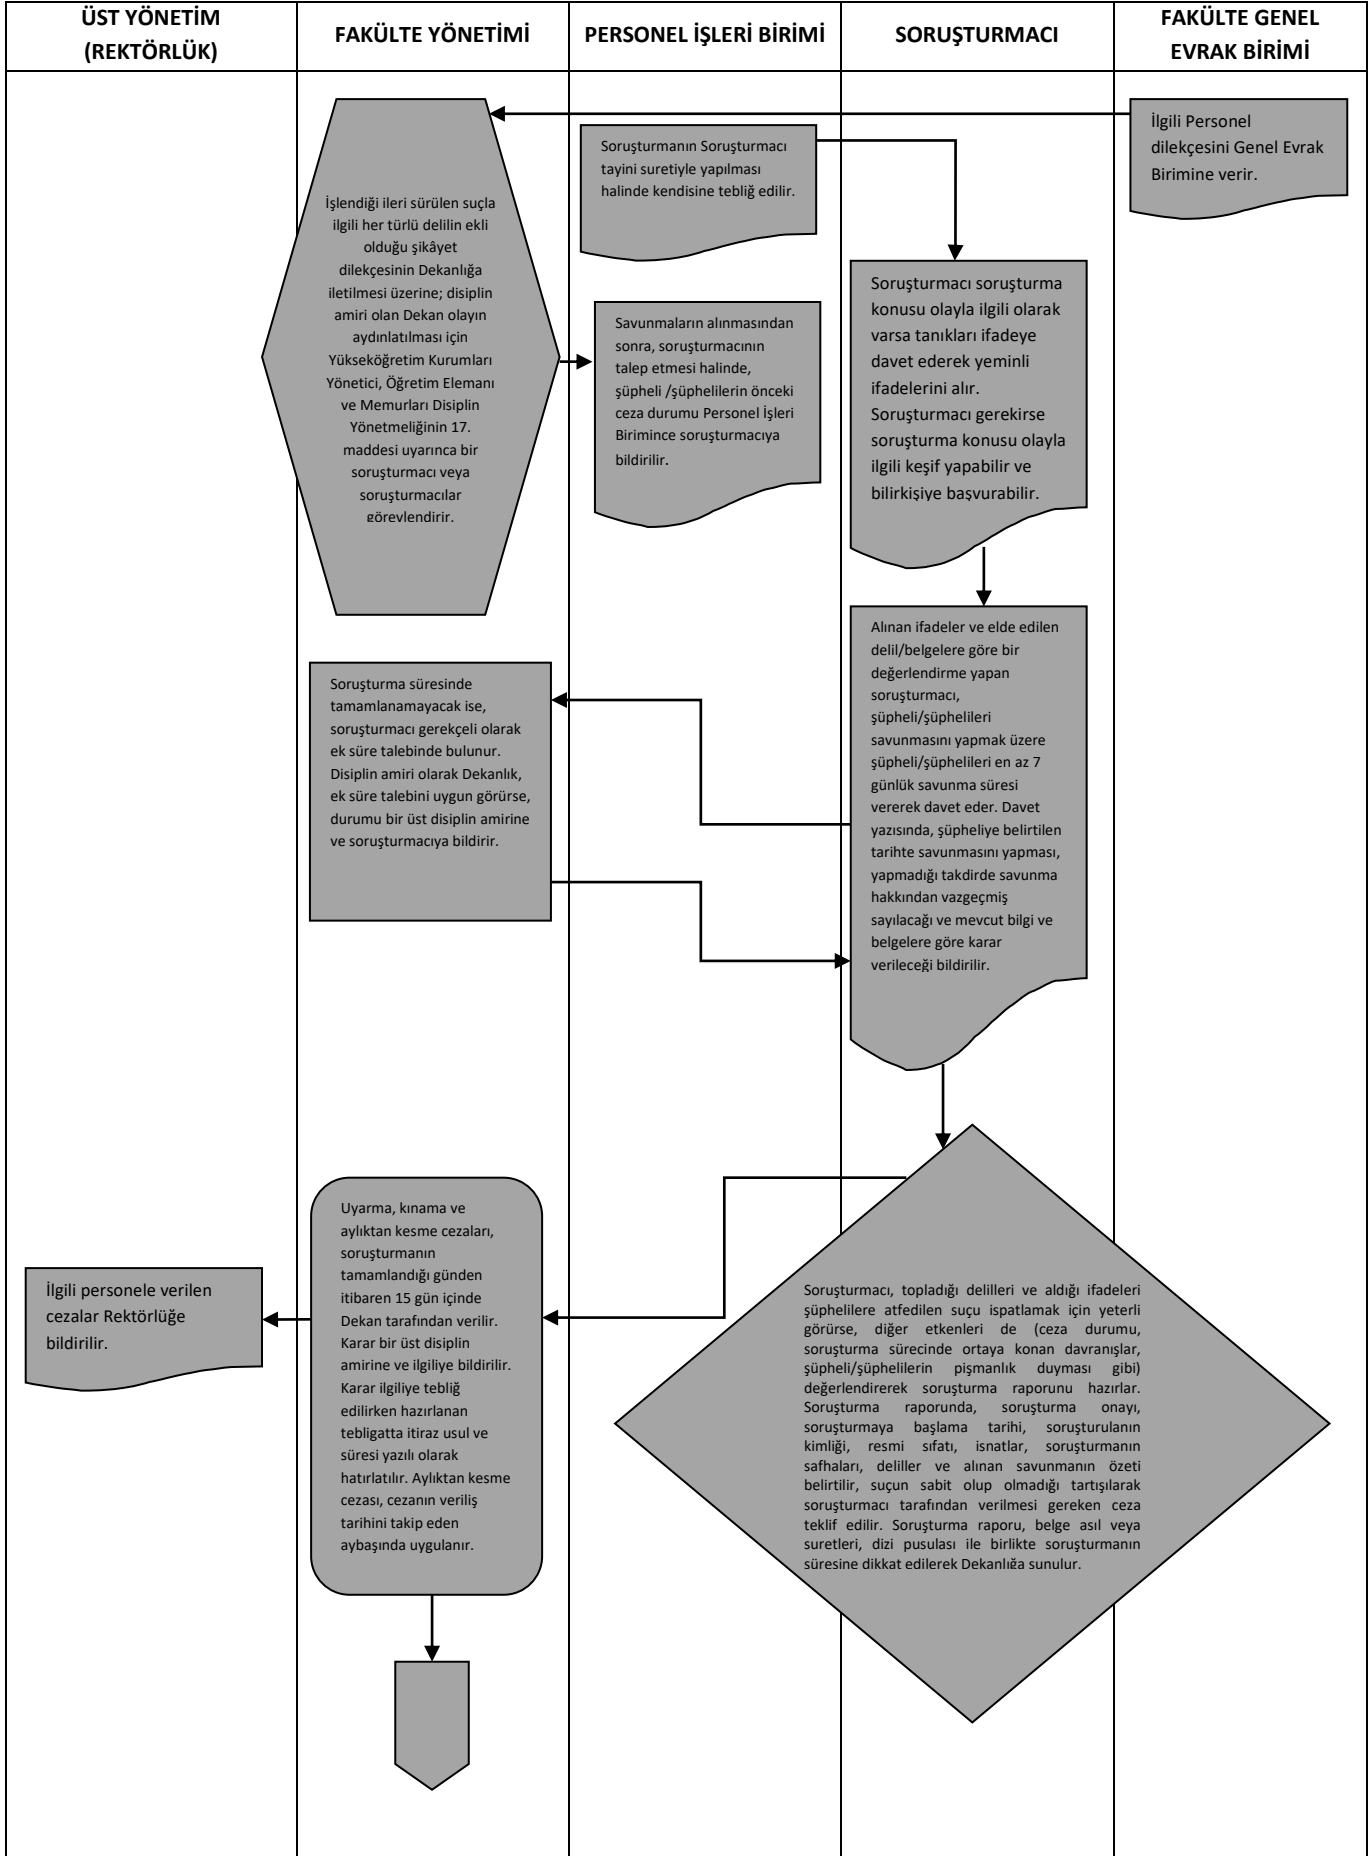 ÜST YÖNETİM
(REKTÖRLÜK)
FAKÜLTE YÖNETİMİ
PERSONEL İŞLERİ BİRİMİ
SORUŞTURMACI
FAKÜLTE GENEL
EVRAK BİRİMİ
İlgili Personel
dilekçesini Genel Evrak
Birimine verir.
İşlendiği ileri sürülen suçla
ilgili her türlü delilin ekli
olduğu şikâyet
dilekçesinin Dekanlığa
iletilmesi üzerine; disiplin
amiri olan Dekan olayın
aydınlatılması için
Yükseköğretim Kurumları
Yönetici, Öğretim Elemanı
ve Memurları Disiplin
Yönetmeliğinin 17.
maddesi uyarınca bir
soruşturmacı veya
soruşturmacılar
görevlendirir.
Soruşturmanın Soruşturmacı
tayini suretiyle yapılması
halinde kendisine tebliğ edilir.
Savunmaların alınmasından
sonra, soruşturmacının
talep etmesi halinde,
şüpheli /şüphelilerin önceki
ceza durumu Personel İşleri
Birimince soruşturmacıya
bildirilir.
Soruşturmacı soruşturma
konusu olayla ilgili olarak
varsa tanıkları ifadeye
davet ederek yeminli
ifadelerini alır.
Soruşturmacı gerekirse
soruşturma konusu olayla
ilgili keşif yapabilir ve
bilirkişiye başvurabilir.
Alınan ifadeler ve elde edilen
delil/belgelere göre bir
değerlendirme yapan
soruşturmacı,
şüpheli/şüphelileri
savunmasını yapmak üzere
şüpheli/şüphelileri en az 7
günlük savunma süresi
vererek davet eder. Davet
yazısında, şüpheliye belirtilen
tarihte savunmasını yapması,
yapmadığı takdirde savunma
hakkından vazgeçmiş
sayılacağı ve mevcut bilgi ve
belgelere göre karar
verileceği bildirilir.
Soruşturma süresinde
tamamlanamayacak ise,
soruşturmacı gerekçeli olarak
ek süre talebinde bulunur.
Disiplin amiri olarak Dekanlık,
ek süre talebini uygun görürse,
durumu bir üst disiplin amirine
ve soruşturmacıya bildirir.
Soruşturmacı, topladığı delilleri ve aldığı ifadeleri
şüphelilere atfedilen suçu ispatlamak için yeterli
görürse, diğer etkenleri de (ceza durumu,
soruşturma sürecinde ortaya konan davranışlar,
şüpheli/şüphelilerin pişmanlık duyması gibi)
değerlendirerek soruşturma raporunu hazırlar.
Soruşturma raporunda, soruşturma onayı,
soruşturmaya başlama tarihi, soruşturulanın
kimliği, resmi sıfatı, isnatlar, soruşturmanın
safhaları, deliller ve alınan savunmanın özeti
belirtilir, suçun sabit olup olmadığı tartışılarak
soruşturmacı tarafından verilmesi gereken ceza
teklif edilir. Soruşturma raporu, belge asıl veya
suretleri, dizi pusulası ile birlikte soruşturmanın
süresine dikkat edilerek Dekanlığa sunulur.
Uyarma, kınama ve
aylıktan kesme cezaları,
soruşturmanın
tamamlandığı günden
itibaren 15 gün içinde
Dekan tarafından verilir.
Karar bir üst disiplin
amirine ve ilgiliye bildirilir.
Karar ilgiliye tebliğ
edilirken hazırlanan
tebligatta itiraz usul ve
süresi yazılı olarak
hatırlatılır. Aylıktan kesme
cezası, cezanın veriliş
tarihini takip eden
aybaşında uygulanır.
İlgili personele verilen
cezalar Rektörlüğe
bildirilir.